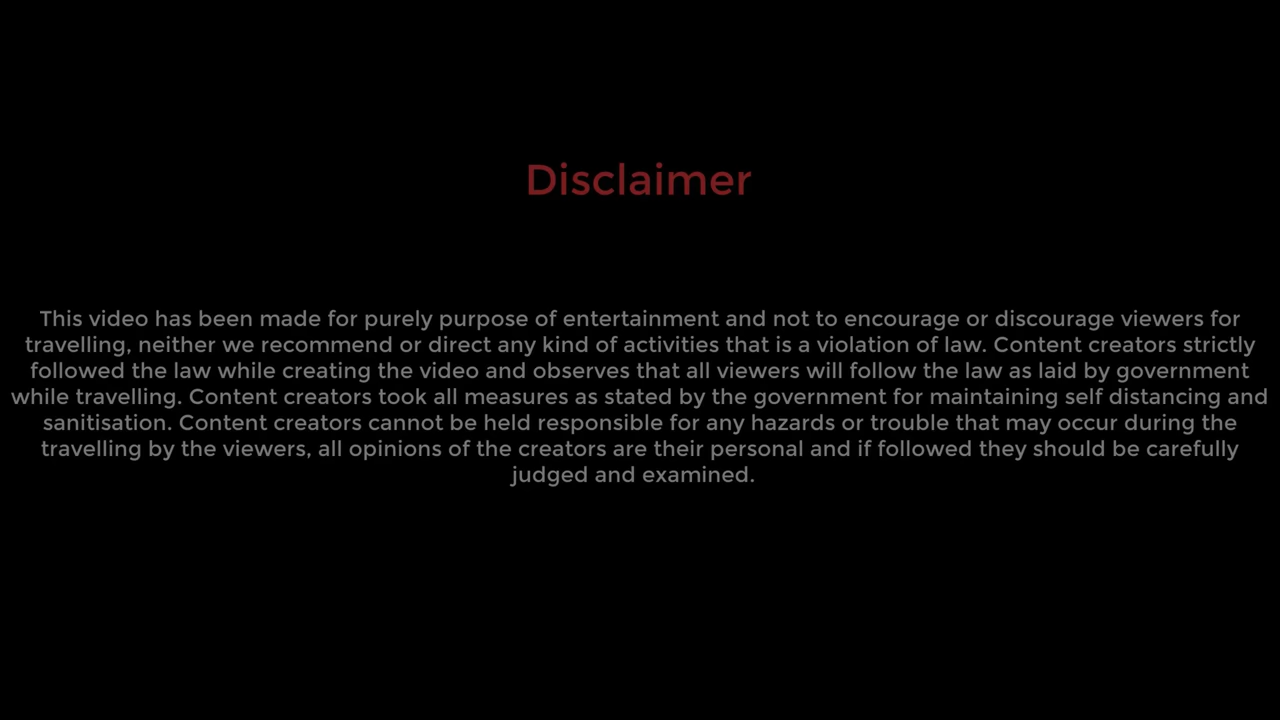 Disclaimer
This video has been made for purely purpose of entertainment and not to encourage or discourage viewers for
travelling, neither we recommend or direct any kind of activities that is a violation of law. Content creators strictly
followed the law while creating the video and observes that all viewers will follow the law as laid by government
while travelling. Content creators took all measures as stated by the government for maintaining self distancing and
sanitisation. Content creators cannot be held responsible for any hazards or trouble that may occur during the
travelling by the viewers, all opinions of the creators are their personal and if followed they should be carefully
judged and examined.